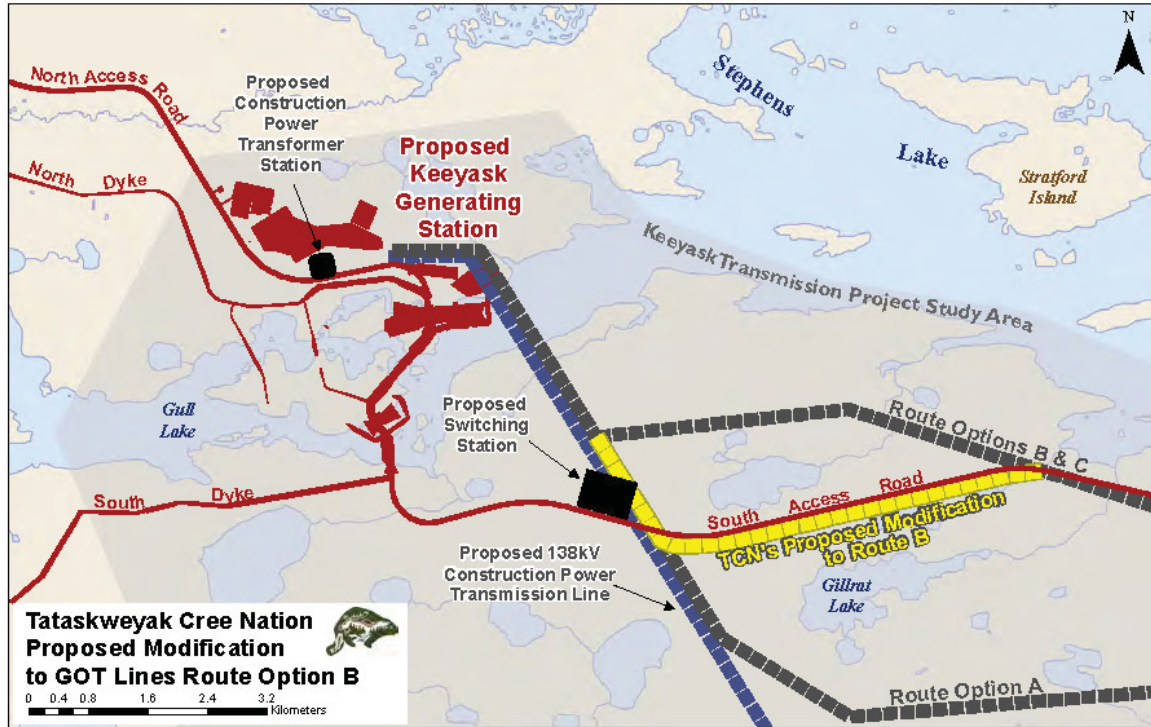 N
North Access Road
Proposed
Construction
Power
Transformer
Station
Stephens
Lake
Stratford
Island
Proposed
Keeyask
Generating
Station
North Dyke
Keeyask Transmission Project Study Area
Gull
Lake
Proposed
Switching
Station
Route Options B & C
South Access Road
TCN's Proposed Modification
to Route B
South Dyke
Proposed 138kV
Construction Power
Transmission Line
Gillrat
Lake
Route Option A
Tataskweyak Cree Nation
Proposed Modification
to GOT Lines Route Option B
0 0.4 0.8 1.6 2.4 3.2
Kilometers